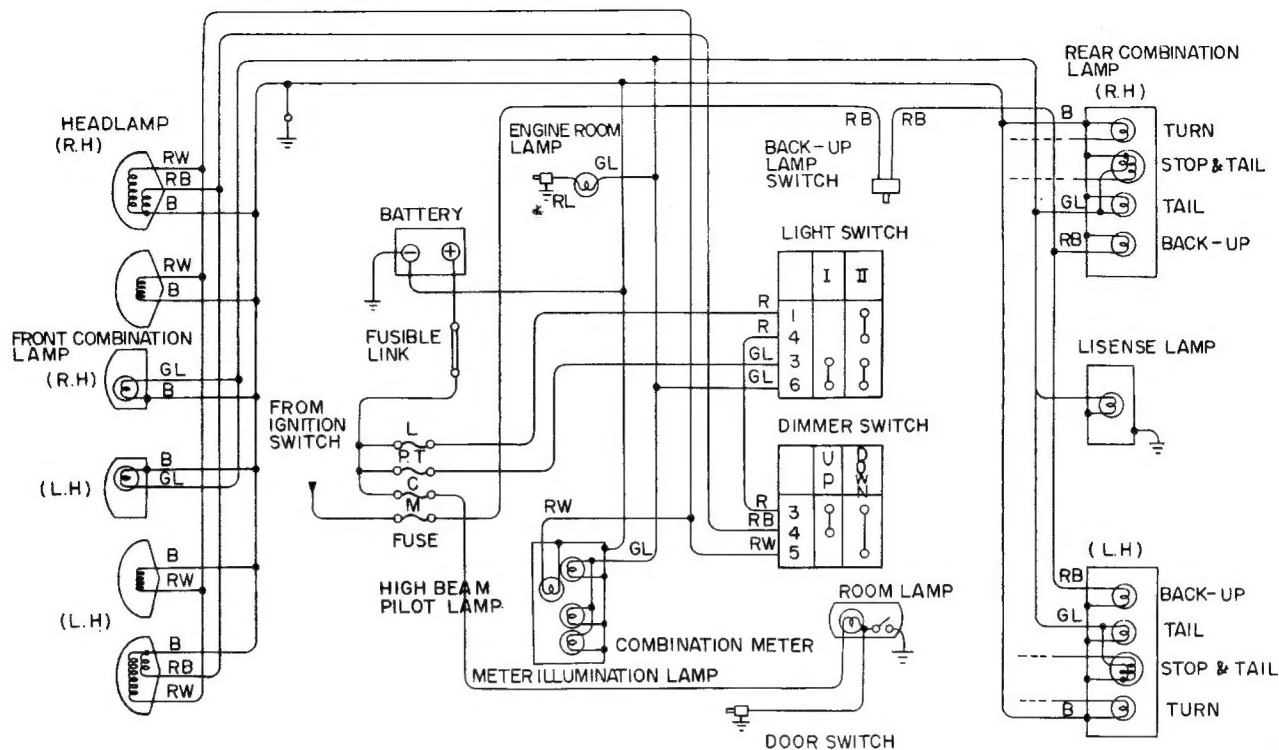 HEADLAMP
(R.H)
RW
RB
B
RW
B
FRONT COMBINATION
LAMP
(R.H)
GL
B
(L.H)
B
GL
B
RW
(L.H)
B
RB
RW
ENGINE ROOM
LAMP
GL
RL
BATTERY
FUSIBLE
LINK
FROM
IGNITION
SWITCH
L
P.T
C
M
FUSE
RB
RB
BACK-UP
LAMP
SWITCH
LIGHT SWITCH
I
II
R
1
R
4
GL
3
GL
6
DIMMER SWITCH
UP
DOWN
R
3
RB
4
RW
5
RW
GL
HIGH BEAM
PILOT LAMP
COMBINATION METER
METER ILLUMINATION LAMP
ROOM LAMP
DOOR SWITCH
REAR COMBINATION
LAMP
(R.H)
B
TURN
STOP & TAIL
GL
TAIL
RB
BACK-UP
LISENSE LAMP
(L.H)
RB
BACK-UP
GL
TAIL
STOP & TAIL
B
TURN